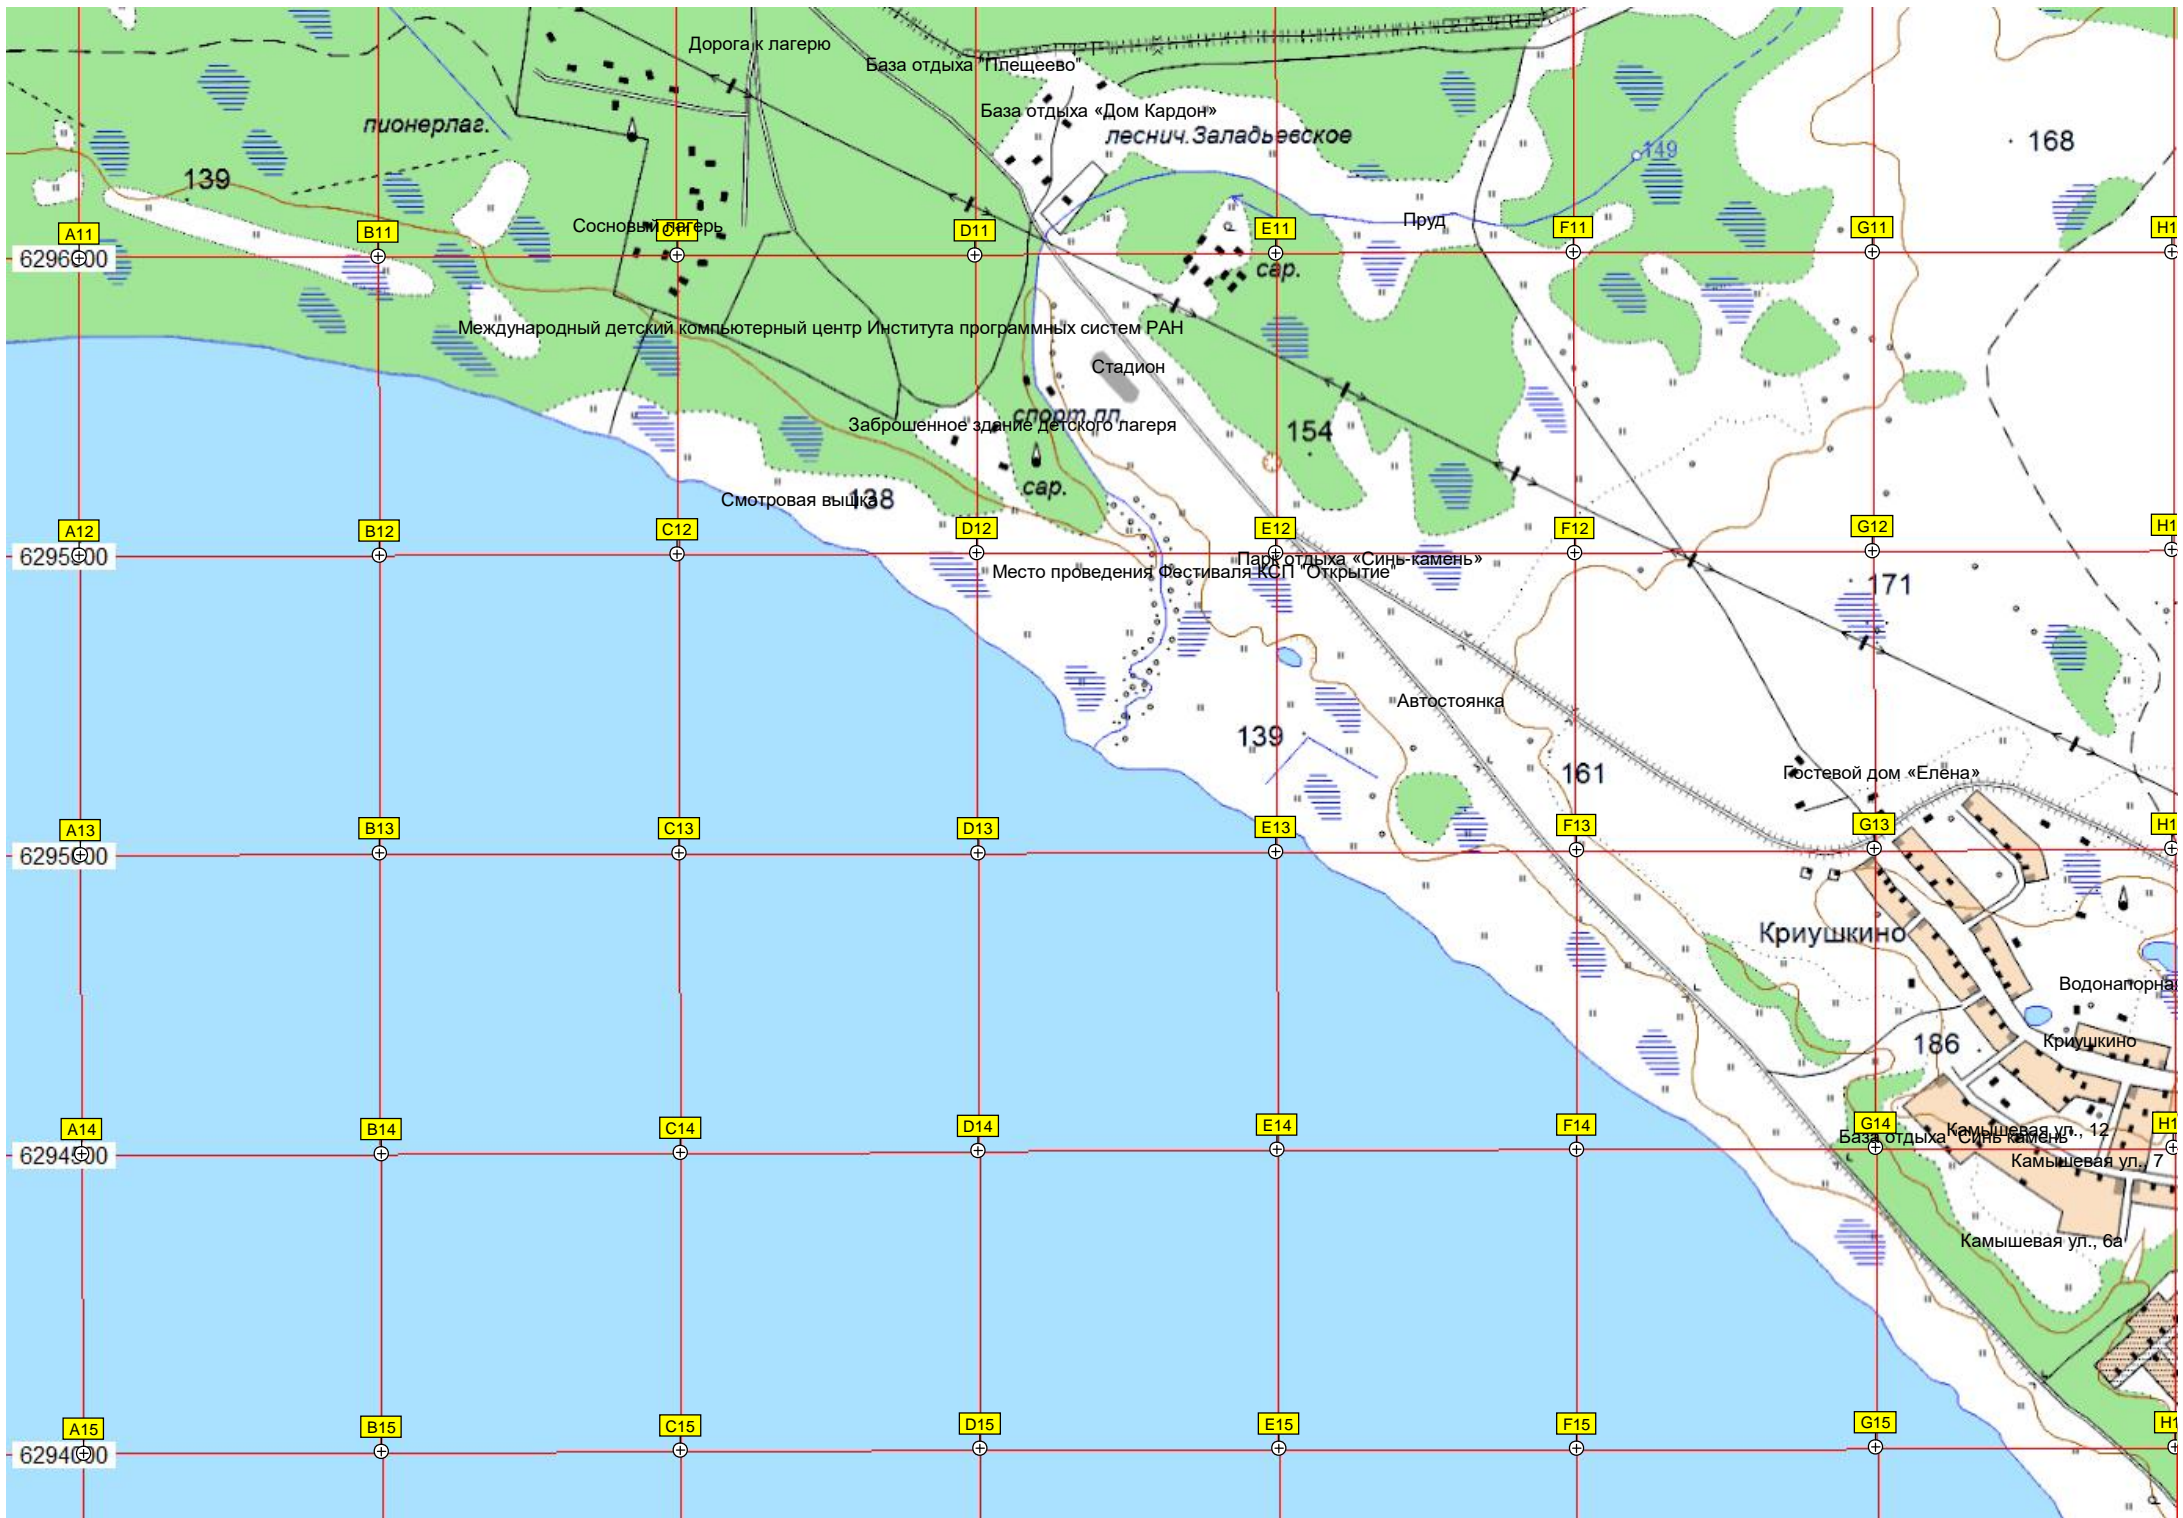 Дорога к лагерю
База отдыха "Плещеево"
База отдыха «Дом Кардон»
пионерлаг.
леснич.Заладьевское
149
168
139
Сосновый лагерь
Пруд
A11
B11
C11
D11
E11
F11
G11
6296000
сар.
Международный детский компьютерный центр Института программных систем РАН
Стадион
спорт.пл.
Заброшенное здание детского лагеря
154
сар.
Смотровая вышка
138
A12
B12
C12
D12
E12
F12
G12
6295500
Парк отдыха «Синь-камень»
Место проведения Фестиваля КСП "Открытие"
171
Автостоянка
139
161
Гостевой дом «Елена»
A13
B13
C13
D13
E13
F13
G13
6295000
Криушкино
Водонапорна
186
Криушкино
A14
B14
C14
D14
E14
F14
G14
6294500
Камышевая ул., 12
База отдыха "Синь камень"
Камышевая ул., 7
Камышевая ул., 6а
A15
B15
C15
D15
E15
F15
G15
6294000